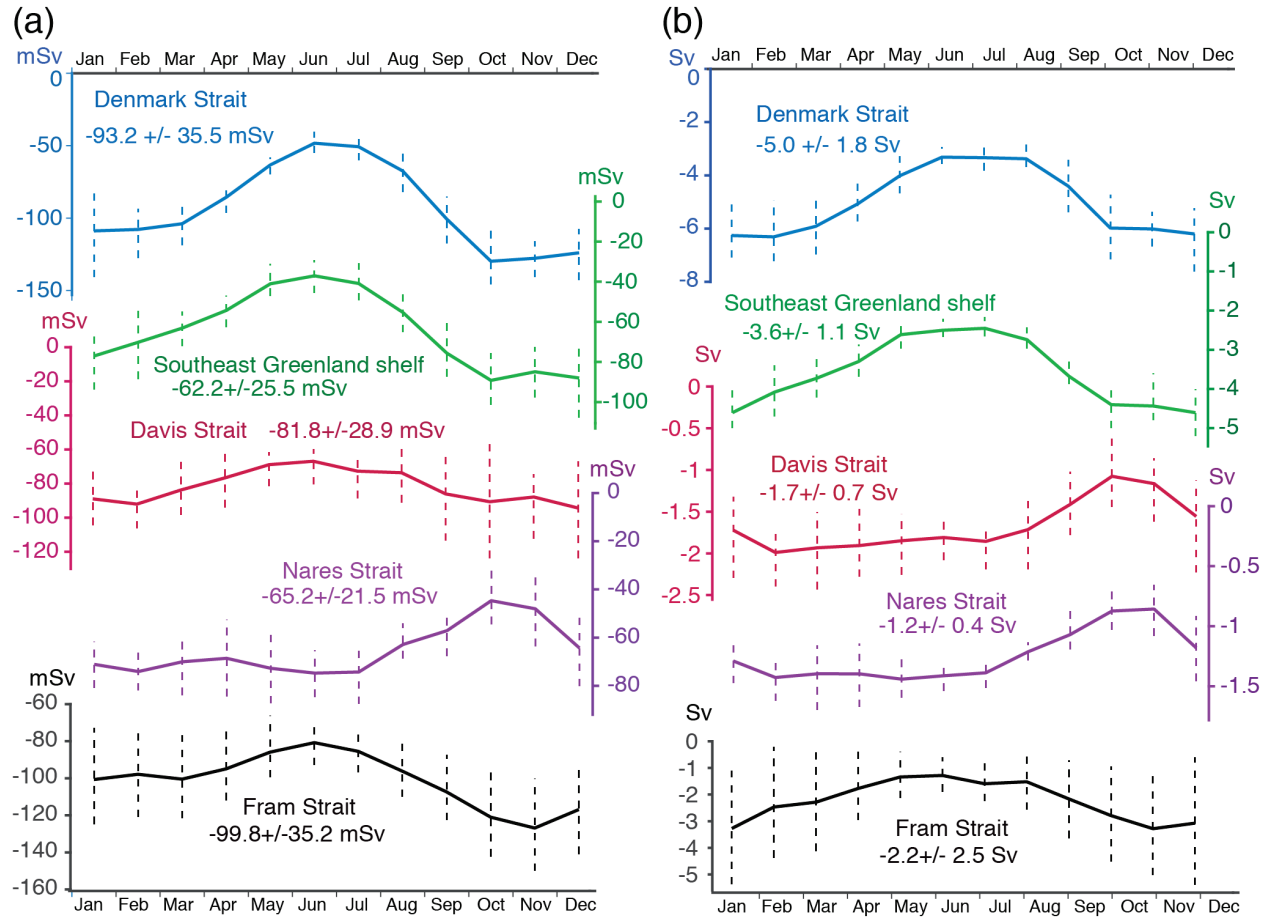 (a)
mSv
Jan Feb Mar Apr May Jun Jul Aug Sep Oct Nov Dec
0
-50
-100
-150
Denmark Strait
-93.2 +/- 35.5 mSv
mSv
0
-20
-40
-60
-80
-100
Southeast Greenland shelf
-62.2+/-25.5 mSv
mSv
0
-20
-40
-60
-80
-100
-120
Davis Strait -81.8+/-28.9 mSv
mSv
0
-20
-40
-60
-80
Nares Strait
-65.2+/-21.5 mSv
mSv
-60
-80
-100
-120
-140
-160
Fram Strait
-99.8+/-35.2 mSv
Jan Feb Mar Apr May Jun Jul Aug Sep Oct Nov Dec
(b)
Sv
Jan Feb Mar Apr May Jun Jul Aug Sep Oct Nov Dec
0
-2
-4
-6
-8
Denmark Strait
-5.0 +/- 1.8 Sv
Sv
0
-1
-2
-3
-4
-5
Southeast Greenland shelf
-3.6+/- 1.1 Sv
Sv
0
-0.5
-1
-1.5
-2
-2.5
Davis Strait
-1.7+/- 0.7 Sv
Sv
0
-0.5
-1
-1.5
Nares Strait
-1.2+/- 0.4 Sv
Sv
0
-1
-2
-3
-4
-5
Fram Strait
-2.2+/- 2.5 Sv
Jan Feb Mar Apr May Jun Jul Aug Sep Oct Nov Dec